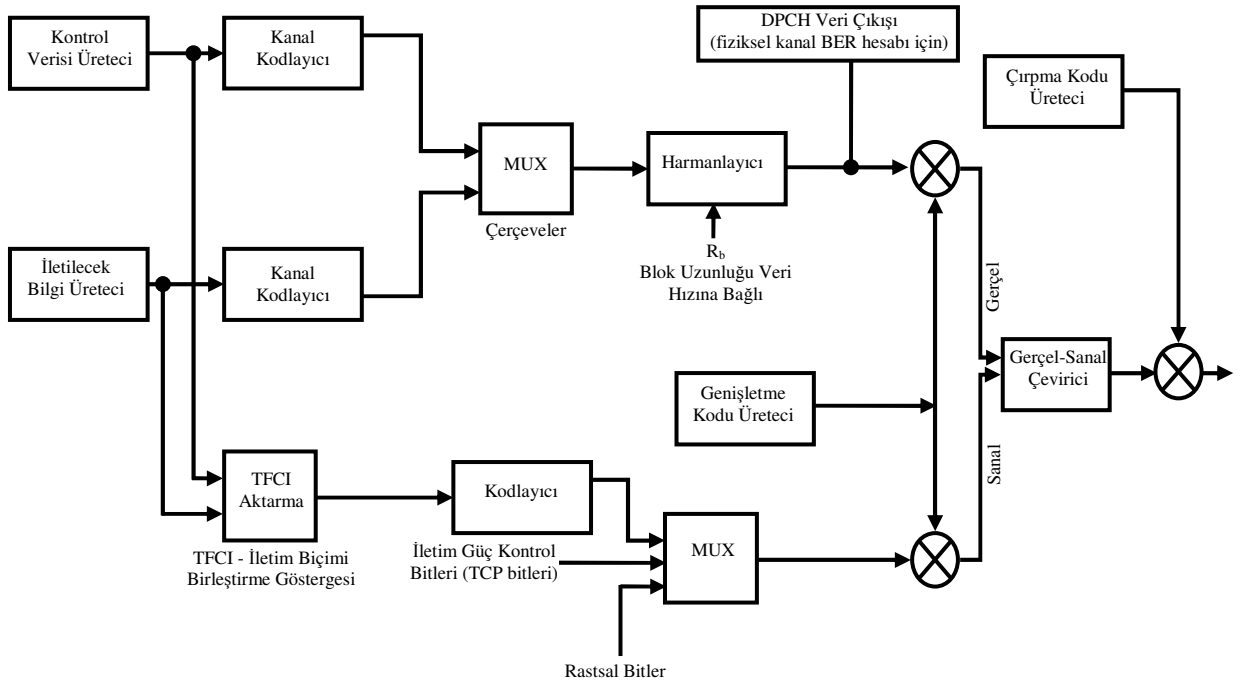 DPCH Veri Çıkışı
(fiziksel kanal BER hesabı için)
Kontrol
Verisi Üreteci
Kanal
Kodlayıcı
Çırpma Kodu
Üreteci
MUX
Çerçeveler
Harmanlayıcı
R_b
Blok Uzunluğu Veri
Hızına Bağlı
İletilecek
Bilgi Üreteci
Kanal
Kodlayıcı
Gerçel
Gerçel-Sanal
Çevirici
Genişletme
Kodu Üreteci
Sanal
TFCI
Aktarma
TFCI - İletim Biçimi
Birleştirme Göstergesi
Kodlayıcı
İletim Güç Kontrol
Bitleri (TCP bitleri)
MUX
Rastsal Bitler